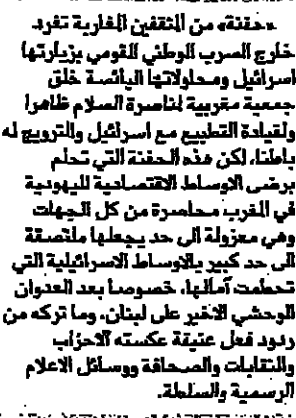 «حفنة» من المثقفين المغاربة تغرد
خارج السرب الوطني القومي بزيارتها
اسرائيل ومحاولاتها البائسة خلق
جمعية مغربية لمناصرة السلام ظاهرا
ولقيادة التطبيع مع اسرائيل والترويج له
باطنا، لكن هذه الحفنة التي تحلم
برضى الاوساط الاقتصادية لليهودية
في المغرب محاصرة من كل الجهات
وهي معزولة الى حد يجعلها ملتصقة
الى حد كبير بالاوساط الاسرائيلية التي
تحطمت آمالها، خصوصا بعد العدوان
الوحشي الاخير على لبنان، وما تركه من
ردود فعل عنيفة عكسته الاحزاب
والنقابات والصحافة ووسائل الاعلام
الرسمية والسلطة.